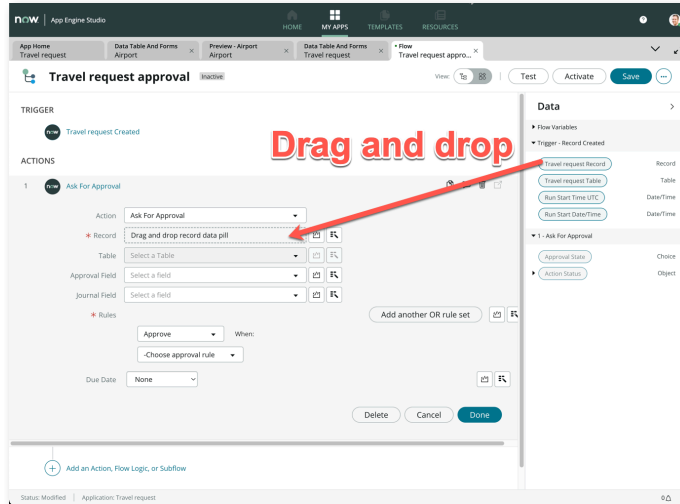 now. App Engine Studio
HOME MY APPS TEMPLATES RESOURCES
App Home Data Table And Forms Preview - Airport Data Table And Forms • Flow
Travel request Airport Airport Travel request Travel request appro...
Travel request approval Inactive View: Test Activate Save
TRIGGER
now Travel request Created
ACTIONS
1 now Ask For Approval
Action Ask For Approval
* Record Drag and drop record data pill
Table Select a Table
Approval Field Select a field
Journal Field Select a field
* Rules Add another OR rule set
Approve When:
-Choose approval rule
Due Date None
Delete Cancel Done
Add an Action, Flow Logic, or Subflow
Drag and drop
Data
Flow Variables
Trigger - Record Created
Travel request Record Record
Travel request Table Table
Run Start Time UTC Date/Time
Run Start Date/Time Date/Time
1 - Ask For Approval
Approval State Choice
Action Status Object
Status: Modified Application: Travel request 0